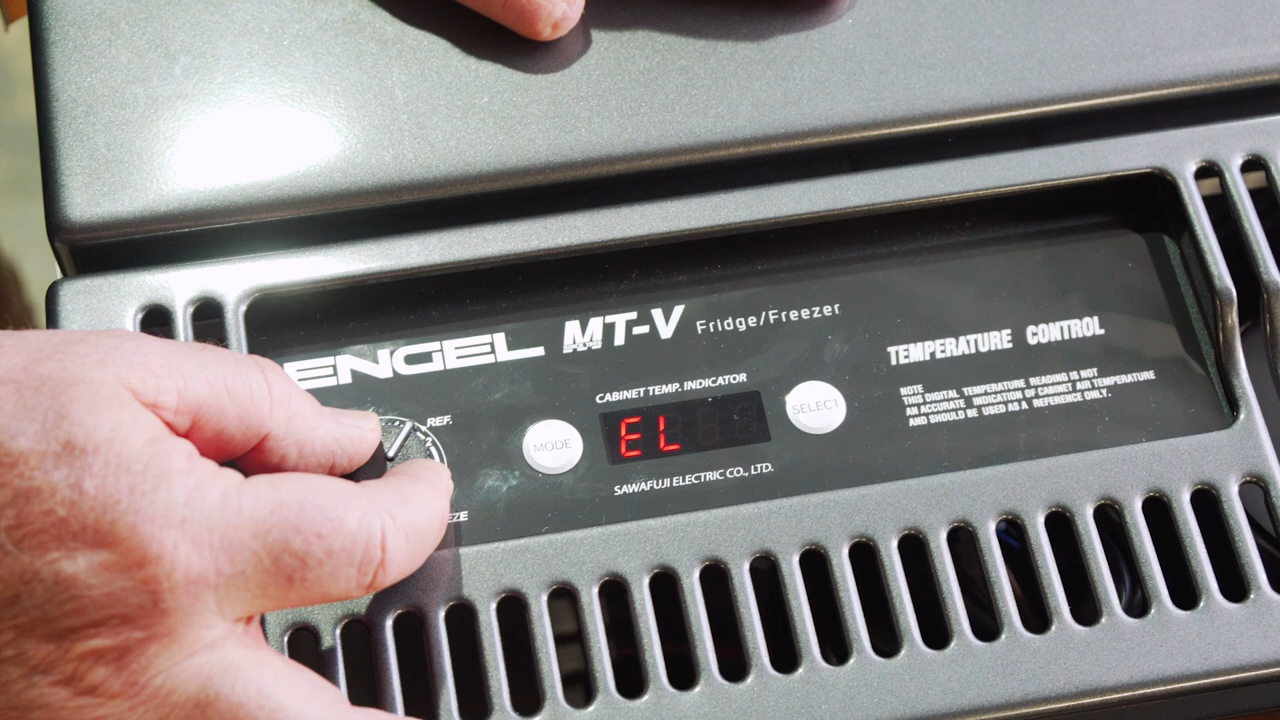 ENGEL MT-V Fridge/Freezer
REF.
MODE
CABINET TEMP. INDICATOR
EL
SELECT
SAWAFUJI ELECTRIC CO., LTD.
TEMPERATURE CONTROL
NOTE
THIS DIGITAL TEMPERATURE READING IS NOT
AN ACCURATE INDICATION OF CABINET AIR TEMPERATURE
AND SHOULD BE USED AS A REFERENCE ONLY.